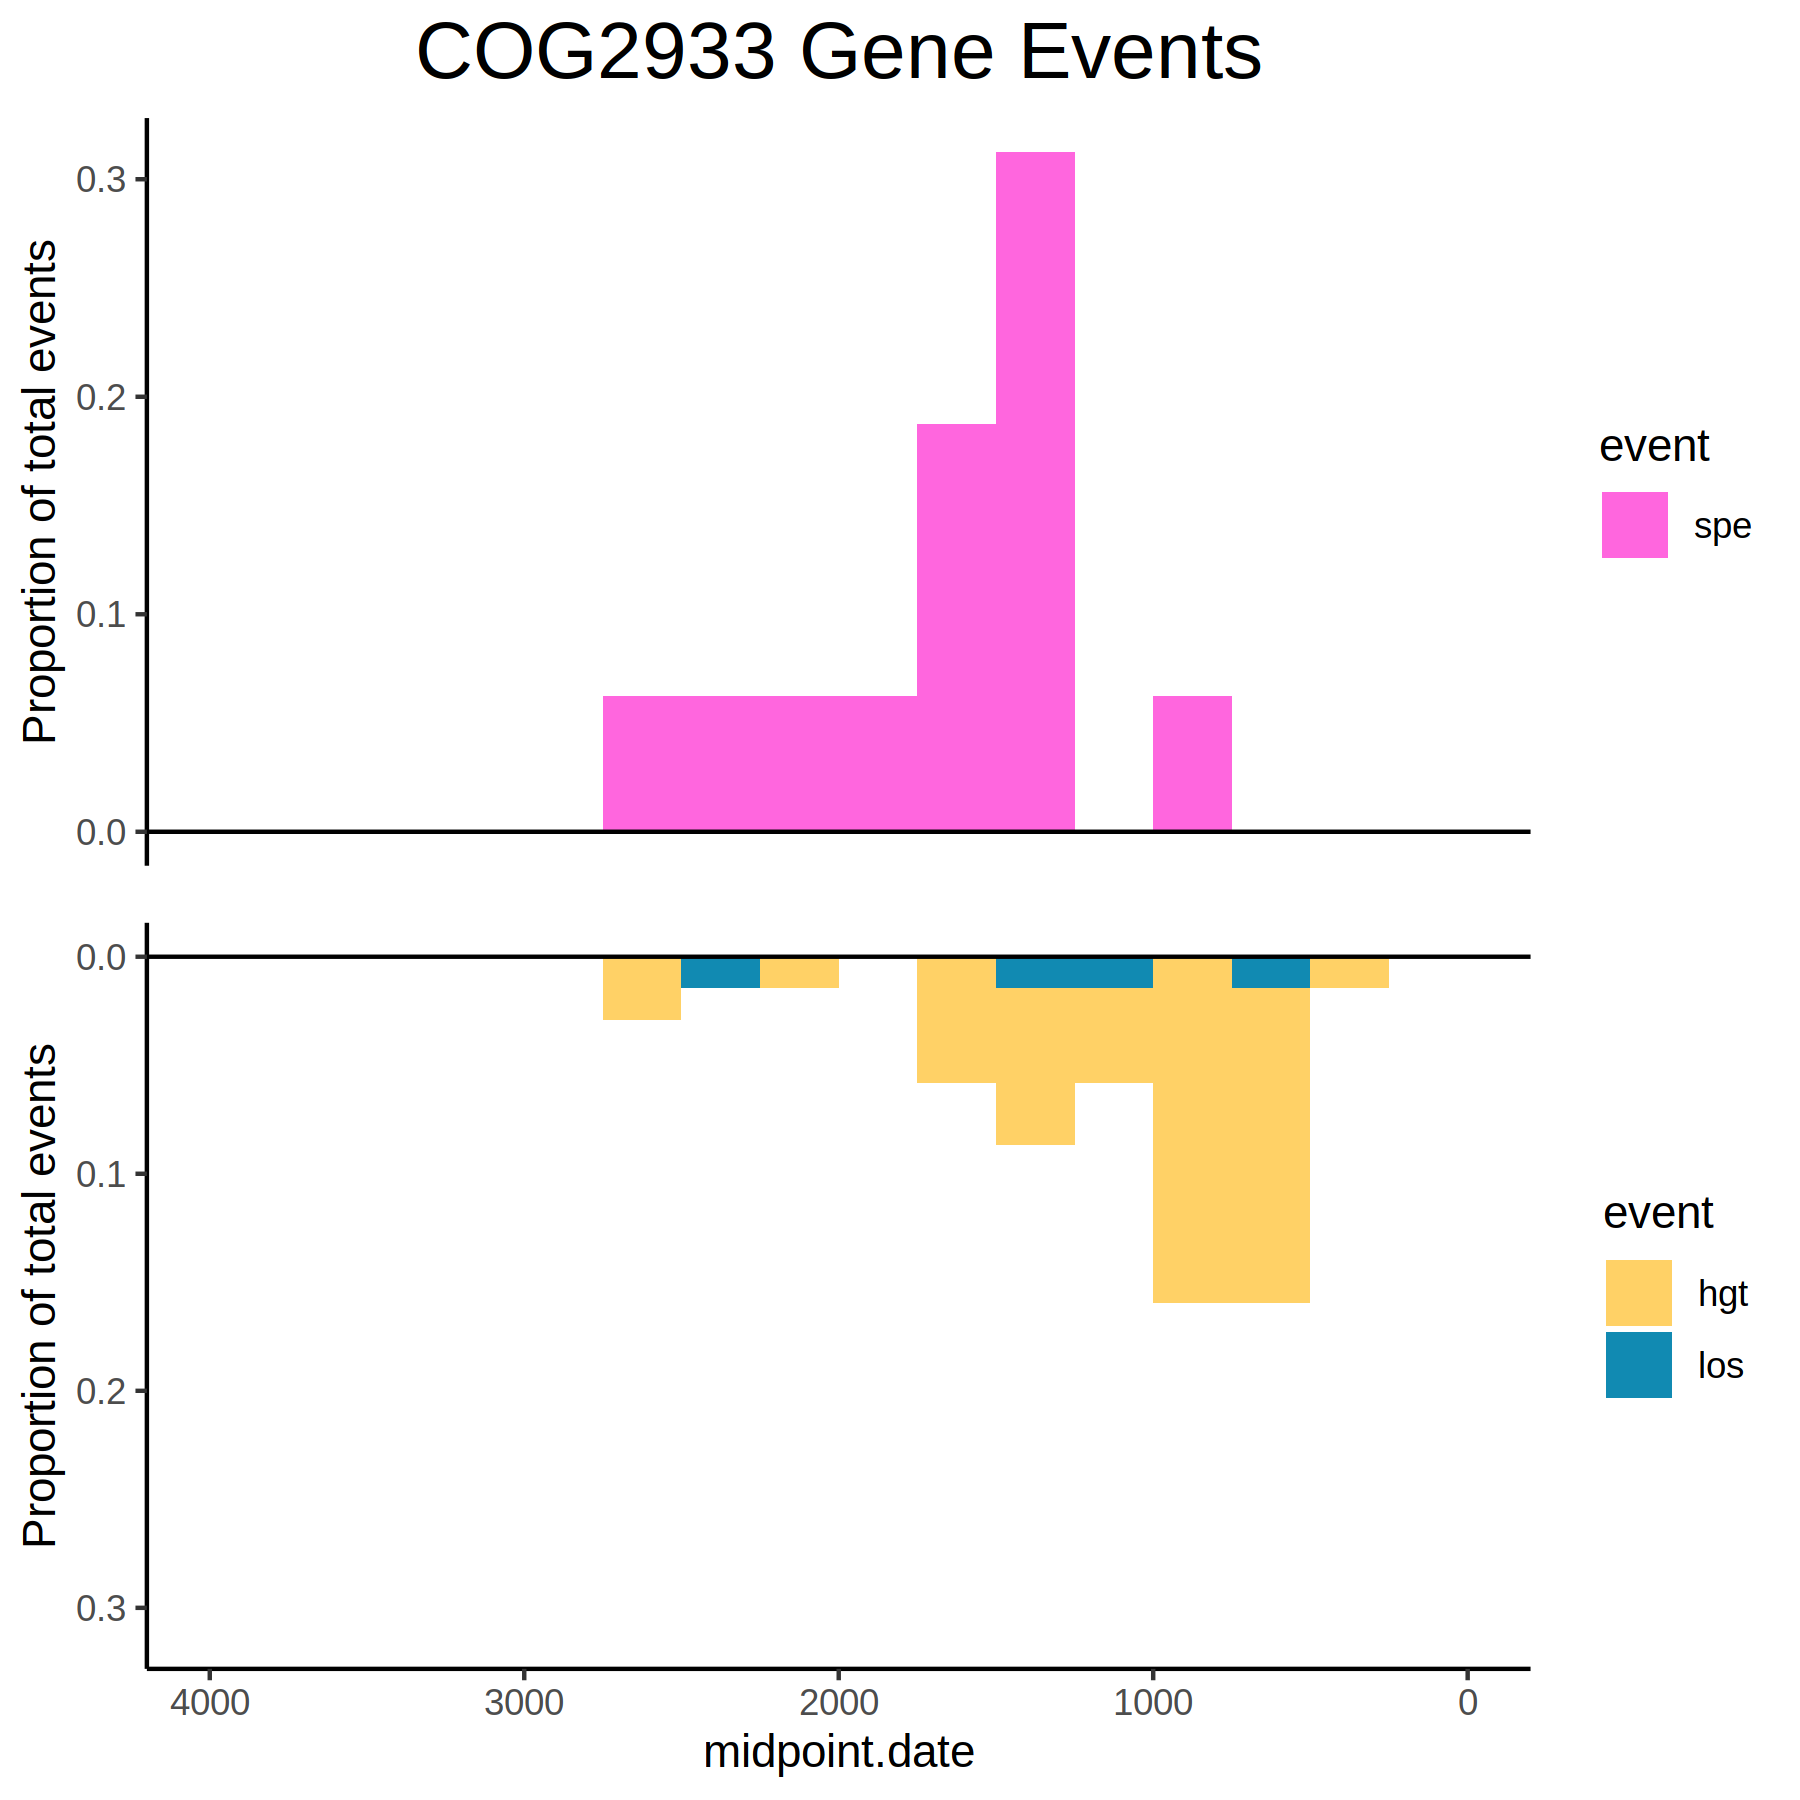 COG2933 Gene Events
Proportion of total events
0.3
0.2
0.1
0.0
event
spe
Proportion of total events
0.0
0.1
0.2
0.3
event
hgt
los
4000 3000 2000 1000 0
midpoint.date